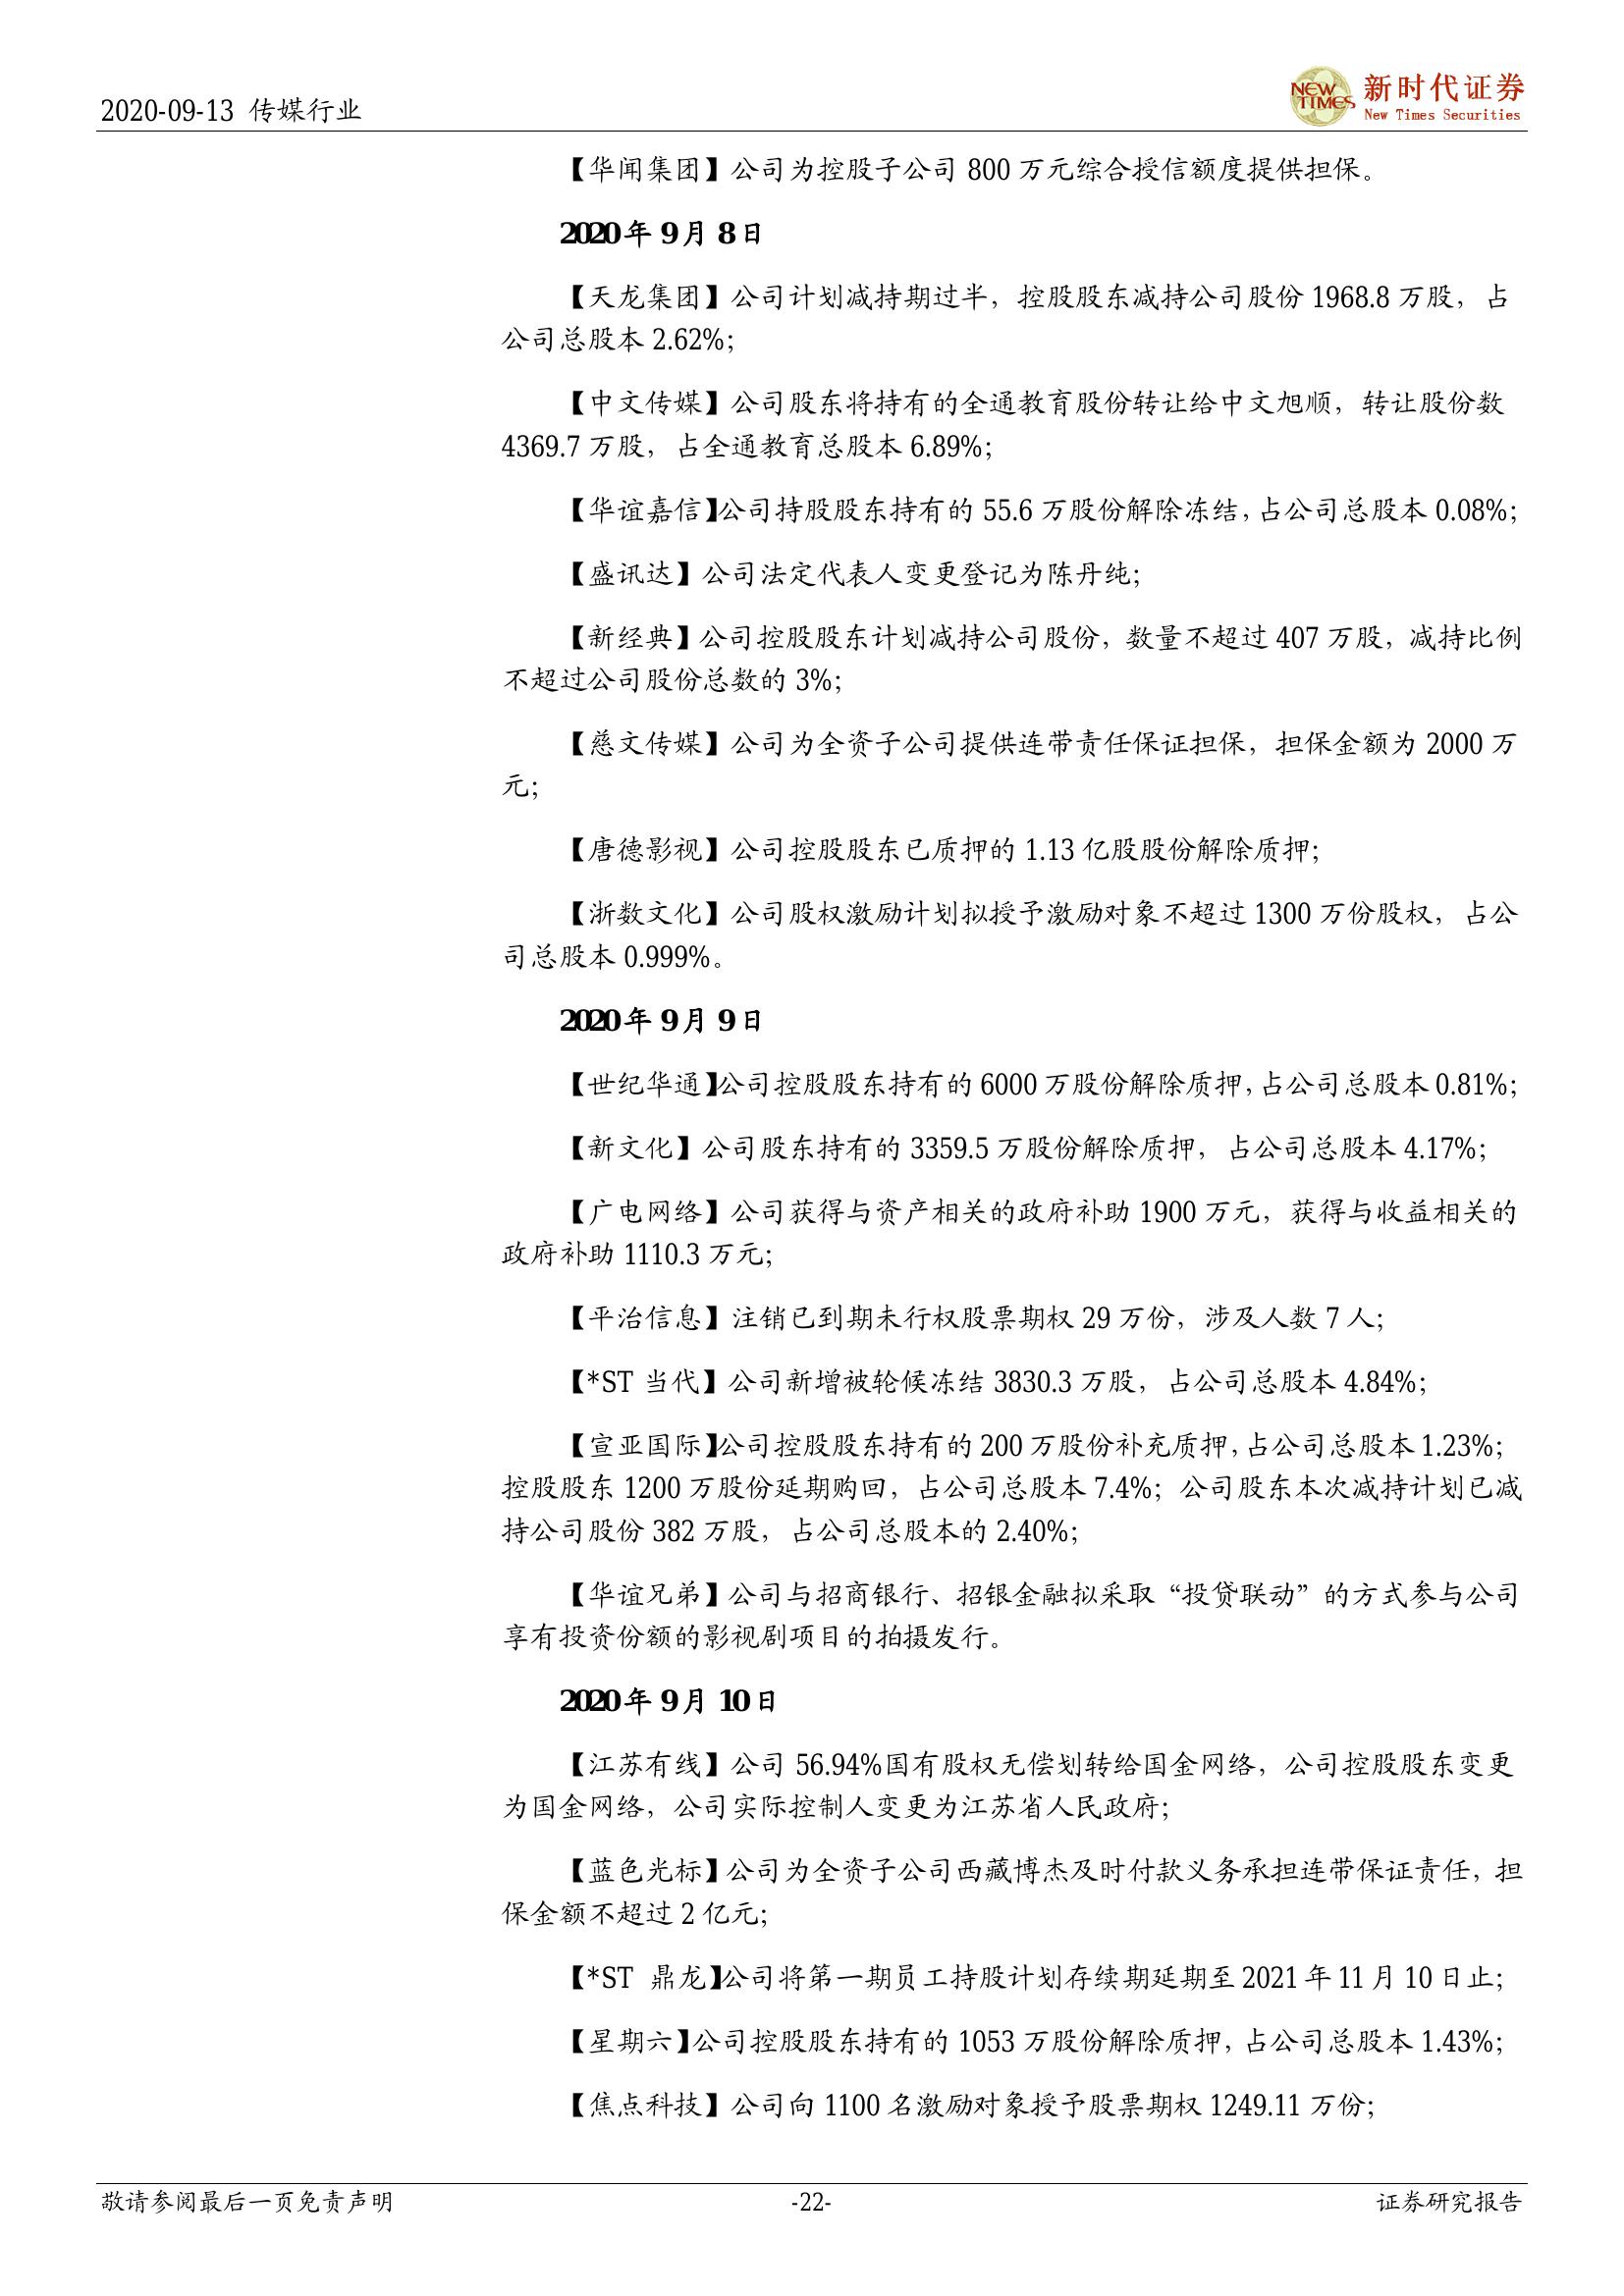 2020-09-13 传媒行业
NEW TIMES 新时代证券
New Times Securities
【华闻集团】公司为控股子公司 800 万元综合授信额度提供担保。
2020 年 9 月 8 日
【天龙集团】公司计划减持期过半，控股股东减持公司股份 1968.8 万股，占
公司总股本 2.62%；
【中文传媒】公司股东将持有的全通教育股份转让给中文旭顺，转让股份数
4369.7 万股，占全通教育总股本 6.89%；
【华谊嘉信】公司持股股东持有的 55.6 万股份解除冻结，占公司总股本 0.08%；
【盛讯达】公司法定代表人变更登记为陈丹纯；
【新经典】公司控股股东计划减持公司股份，数量不超过 407 万股，减持比例
不超过公司股份总数的 3%；
【慈文传媒】公司为全资子公司提供连带责任保证担保，担保金额为 2000 万
元；
【唐德影视】公司控股股东已质押的 1.13 亿股股份解除质押；
【浙数文化】公司股权激励计划拟授予激励对象不超过 1300 万份股权，占公
司总股本 0.999%。
2020 年 9 月 9 日
【世纪华通】公司控股股东持有的 6000 万股份解除质押，占公司总股本 0.81%；
【新文化】公司股东持有的 3359.5 万股份解除质押，占公司总股本 4.17%；
【广电网络】公司获得与资产相关的政府补助 1900 万元，获得与收益相关的
政府补助 1110.3 万元；
【平治信息】注销已到期未行权股票期权 29 万份，涉及人数 7 人；
【*ST 当代】公司新增被轮候冻结 3830.3 万股，占公司总股本 4.84%；
【宣亚国际】公司控股股东持有的 200 万股份补充质押，占公司总股本 1.23%；
控股股东 1200 万股份延期购回，占公司总股本 7.4%；公司股东本次减持计划已减
持公司股份 382 万股，占公司总股本的 2.40%；
【华谊兄弟】公司与招商银行、招银金融拟采取“投贷联动”的方式参与公司
享有投资份额的影视剧项目的拍摄发行。
2020 年 9 月 10 日
【江苏有线】公司 56.94%国有股权无偿划转给国金网络，公司控股股东变更
为国金网络，公司实际控制人变更为江苏省人民政府；
【蓝色光标】公司为全资子公司西藏博杰及时付款义务承担连带保证责任，担
保金额不超过 2 亿元；
【*ST 鼎龙】公司将第一期员工持股计划存续期延期至 2021 年 11 月 10 日止；
【星期六】公司控股股东持有的 1053 万股份解除质押，占公司总股本 1.43%；
【焦点科技】公司向 1100 名激励对象授予股票期权 1249.11 万份；
敬请参阅最后一页免责声明 -22- 证券研究报告